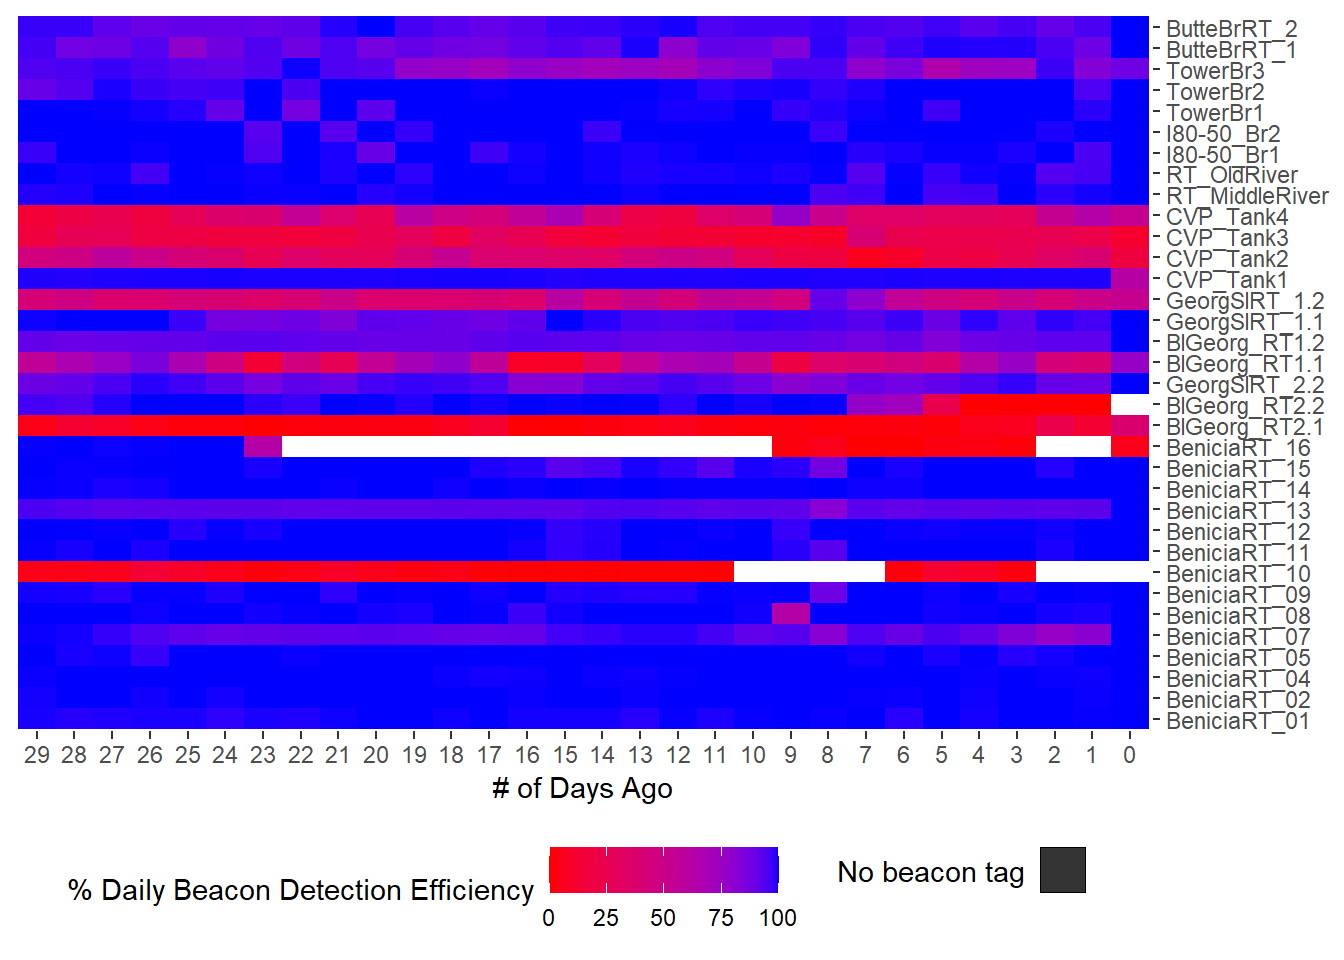 ButteBrRT_2
ButteBrRT_1
TowerBr3
TowerBr2
TowerBr1
I80-50_Br2
I80-50_Br1
RT_OldRiver
RT_MiddleRiver
CVP_Tank4
CVP_Tank3
CVP_Tank2
CVP_Tank1
GeorgSlRT_1.2
GeorgSlRT_1.1
BlGeorg_RT1.2
BlGeorg_RT1.1
GeorgSlRT_2.2
BlGeorg_RT2.2
BlGeorg_RT2.1
BeniciaRT_16
BeniciaRT_15
BeniciaRT_14
BeniciaRT_13
BeniciaRT_12
BeniciaRT_11
BeniciaRT_10
BeniciaRT_09
BeniciaRT_08
BeniciaRT_07
BeniciaRT_05
BeniciaRT_04
BeniciaRT_02
BeniciaRT_01
29 28 27 26 25 24 23 22 21 20 19 18 17 16 15 14 13 12 11 10 9 8 7 6 5 4 3 2 1 0
# of Days Ago
% Daily Beacon Detection Efficiency
0 25 50 75 100
No beacon tag